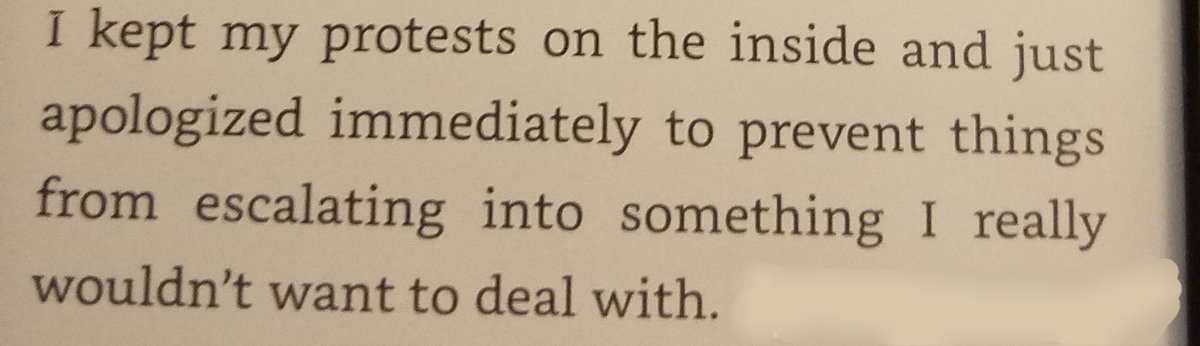 I kept my protests on the inside and just
apologized immediately to prevent things
from escalating into something I really
wouldn’t want to deal with.